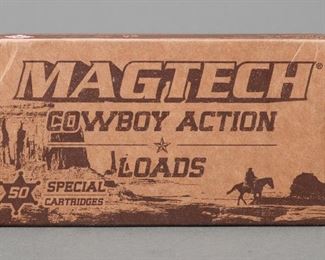 MAGTECH®
COWBOY ACTION
LOADS
50 SPECIAL
CARTRIDGES